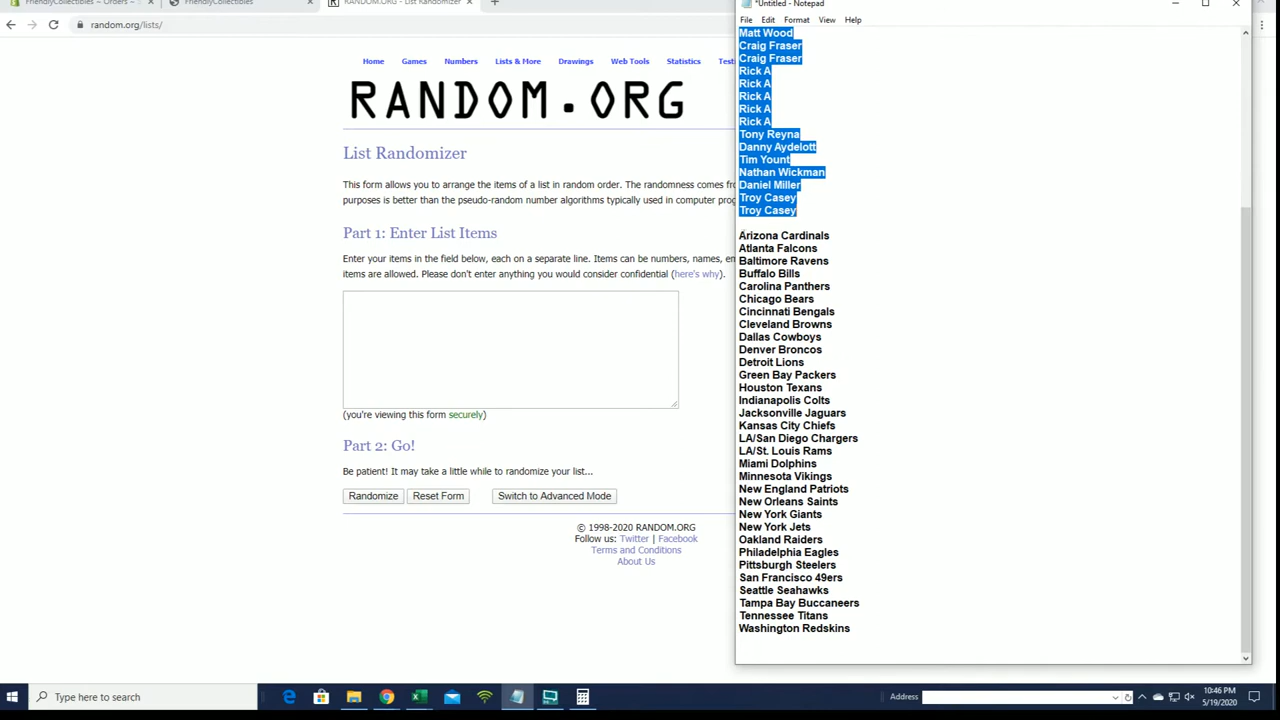 FriendlyCollectibles - Orders -
FriendlyCollectibles
RANDOM.ORG - List Randomizer
random.org/lists/
Home Games Numbers Lists & More Drawings Web Tools Statistics
RANDOM.ORG
List Randomizer
This form allows you to arrange the items of a list in random order. The randomness comes
purposes is better than the pseudo-random number algorithms typically used in computer
Part 1: Enter List Items
Enter your items in the field below, each on a separate line. Items can be numbers, names,
items are allowed. Please don't enter anything you would consider confidential (here's why).
(you're viewing this form securely)
Part 2: Go!
Be patient! It may take a little while to randomize your list...
Randomize Reset Form Switch to Advanced Mode
© 1998-2020 RANDOM.ORG
Follow us: Twitter | Facebook
Terms and Conditions
About Us
*Untitled - Notepad
File Edit Format View Help
Matt Wood
Craig Fraser
Craig Fraser
Rick A
Rick A
Rick A
Rick A
Rick A
Tony Reyna
Danny Aydelott
Tim Yount
Nathan Wickman
Daniel Miller
Troy Casey
Troy Casey
Arizona Cardinals
Atlanta Falcons
Baltimore Ravens
Buffalo Bills
Carolina Panthers
Chicago Bears
Cincinnati Bengals
Cleveland Browns
Dallas Cowboys
Denver Broncos
Detroit Lions
Green Bay Packers
Houston Texans
Indianapolis Colts
Jacksonville Jaguars
Kansas City Chiefs
LA/San Diego Chargers
LA/St. Louis Rams
Miami Dolphins
Minnesota Vikings
New England Patriots
New Orleans Saints
New York Giants
New York Jets
Oakland Raiders
Philadelphia Eagles
Pittsburgh Steelers
San Francisco 49ers
Seattle Seahawks
Tampa Bay Buccaneers
Tennessee Titans
Washington Redskins
Type here to search
Address
10:46 PM
5/19/2020